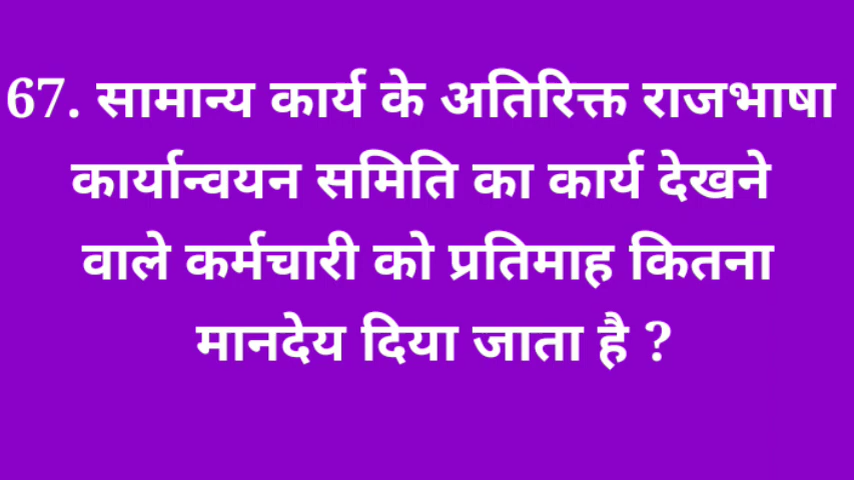 67. सामान्य कार्य के अतिरिक्त राजभाषा
कार्यान्वयन समिति का कार्य देखने
वाले कर्मचारी को प्रतिमाह कितना
मानदेय दिया जाता है ?